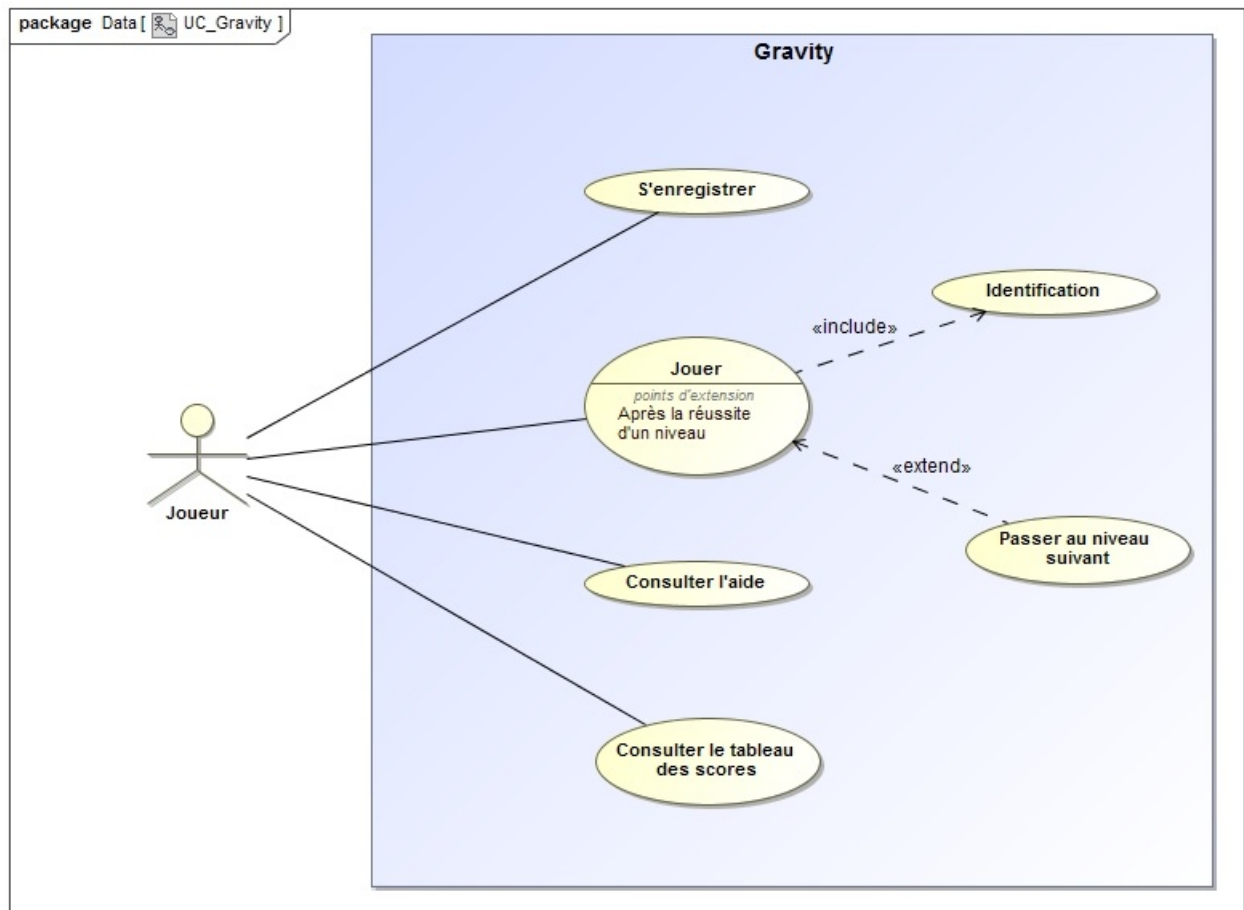 package Data [ UC_Gravity ]
Gravity
S'enregistrer
Identification
«include»
Jouer
points d'extension
Après la réussite
d'un niveau
«extend»
Joueur
Passer au niveau
suivant
Consulter l'aide
Consulter le tableau
des scores